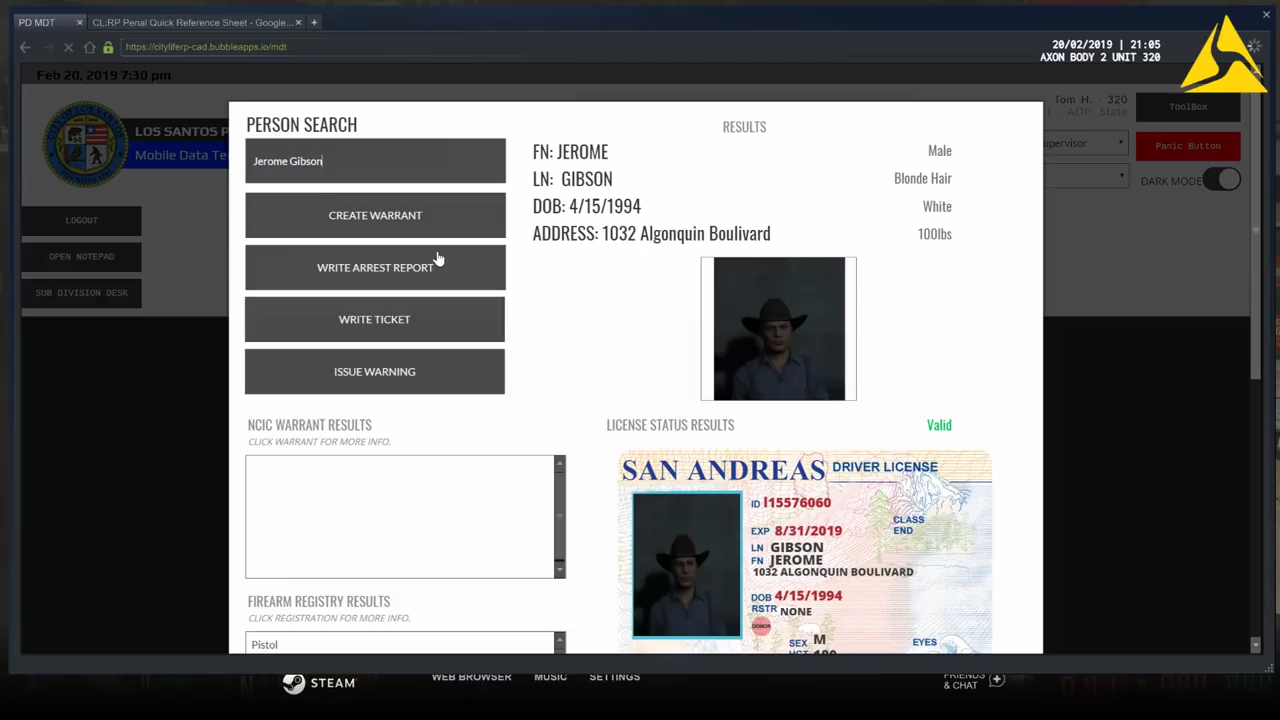 PD MDT
CL:RP Penal Quick Reference Sheet - Google...
https://cityliferp-cad.bubbleapps.io/mdt
20/02/2019 | 21:05
AXON BODY 2 UNIT 320
Feb 20, 2019 7:30 pm
LOS SANTOS P
Mobile Data Te
Tom H. - 320
AOP: State
ToolBox
upervisor
Panic Button
DARK MODE
LOGOUT
OPEN NOTEPAD
SUB DIVISION DESK
PERSON SEARCH
Jerome Gibson
CREATE WARRANT
WRITE ARREST REPORT
WRITE TICKET
ISSUE WARNING
RESULTS
FN: JEROME
Male
LN: GIBSON
Blonde Hair
DOB: 4/15/1994
White
ADDRESS: 1032 Algonquin Boulivard
100lbs
NCIC WARRANT RESULTS
CLICK WARRANT FOR MORE INFO.
FIREARM REGISTRY RESULTS
CLICK REGISTRATION FOR MORE INFO.
Pistol
LICENSE STATUS RESULTS
Valid
SAN ANDREAS DRIVER LICENSE
ID I15576060
EXP 8/31/2019
CLASS
END
LN GIBSON
FN JEROME
1032 ALGONQUIN BOULIVARD
DOB 4/15/1994
RSTR NONE
DONOR
SEX M
EYES
HGT 180
STEAM
WEB BROWSER
MUSIC
SETTINGS
FRIENDS
& CHAT